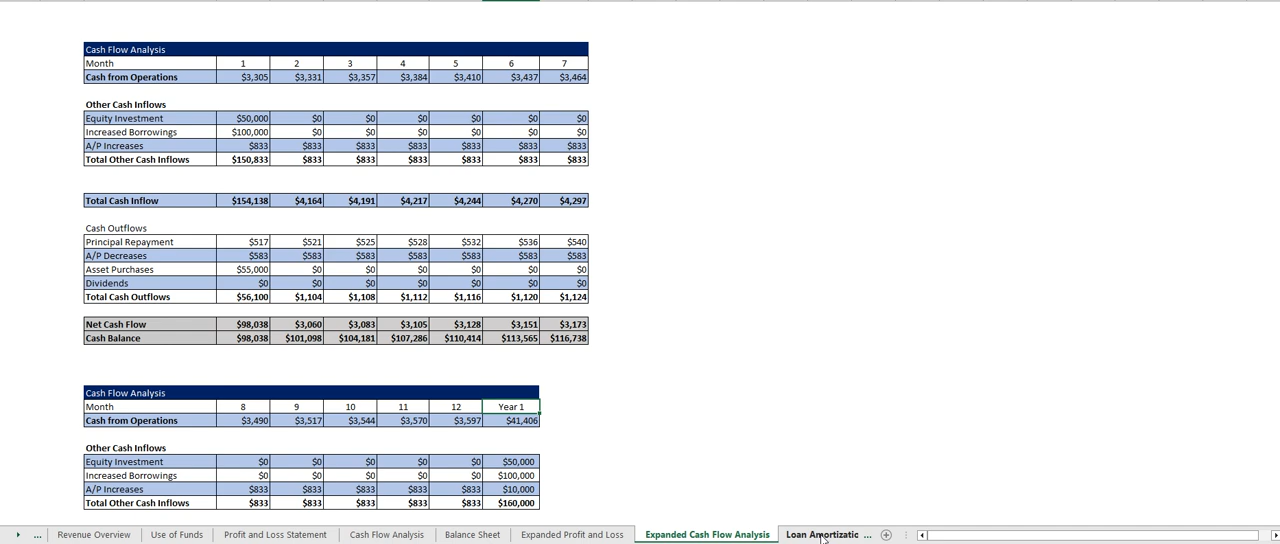 Cash Flow Analysis
Month 1 2 3 4 5 6 7
Cash from Operations $3,305 $3,331 $3,357 $3,384 $3,410 $3,437 $3,464
Other Cash Inflows
Equity Investment $50,000 $0 $0 $0 $0 $0 $0
Increased Borrowings $100,000 $0 $0 $0 $0 $0 $0
A/P Increases $833 $833 $833 $833 $833 $833 $833
Total Other Cash Inflows $150,833 $833 $833 $833 $833 $833 $833
Total Cash Inflow $154,138 $4,164 $4,191 $4,217 $4,244 $4,270 $4,297
Cash Outflows
Principal Repayment $517 $521 $525 $528 $532 $536 $540
A/P Decreases $583 $583 $583 $583 $583 $583 $583
Asset Purchases $55,000 $0 $0 $0 $0 $0 $0
Dividends $0 $0 $0 $0 $0 $0 $0
Total Cash Outflows $56,100 $1,104 $1,108 $1,112 $1,116 $1,120 $1,124
Net Cash Flow $98,038 $3,060 $3,083 $3,105 $3,128 $3,151 $3,173
Cash Balance $98,038 $101,098 $104,181 $107,286 $110,414 $113,565 $116,738
Cash Flow Analysis
Month 8 9 10 11 12 Year 1
Cash from Operations $3,490 $3,517 $3,544 $3,570 $3,597 $41,406
Other Cash Inflows
Equity Investment $0 $0 $0 $0 $0 $50,000
Increased Borrowings $0 $0 $0 $0 $0 $100,000
A/P Increases $833 $833 $833 $833 $833 $10,000
Total Other Cash Inflows $833 $833 $833 $833 $833 $160,000
... Revenue Overview Use of Funds Profit and Loss Statement Cash Flow Analysis Balance Sheet Expanded Profit and Loss Expanded Cash Flow Analysis Loan Amortizatic ...